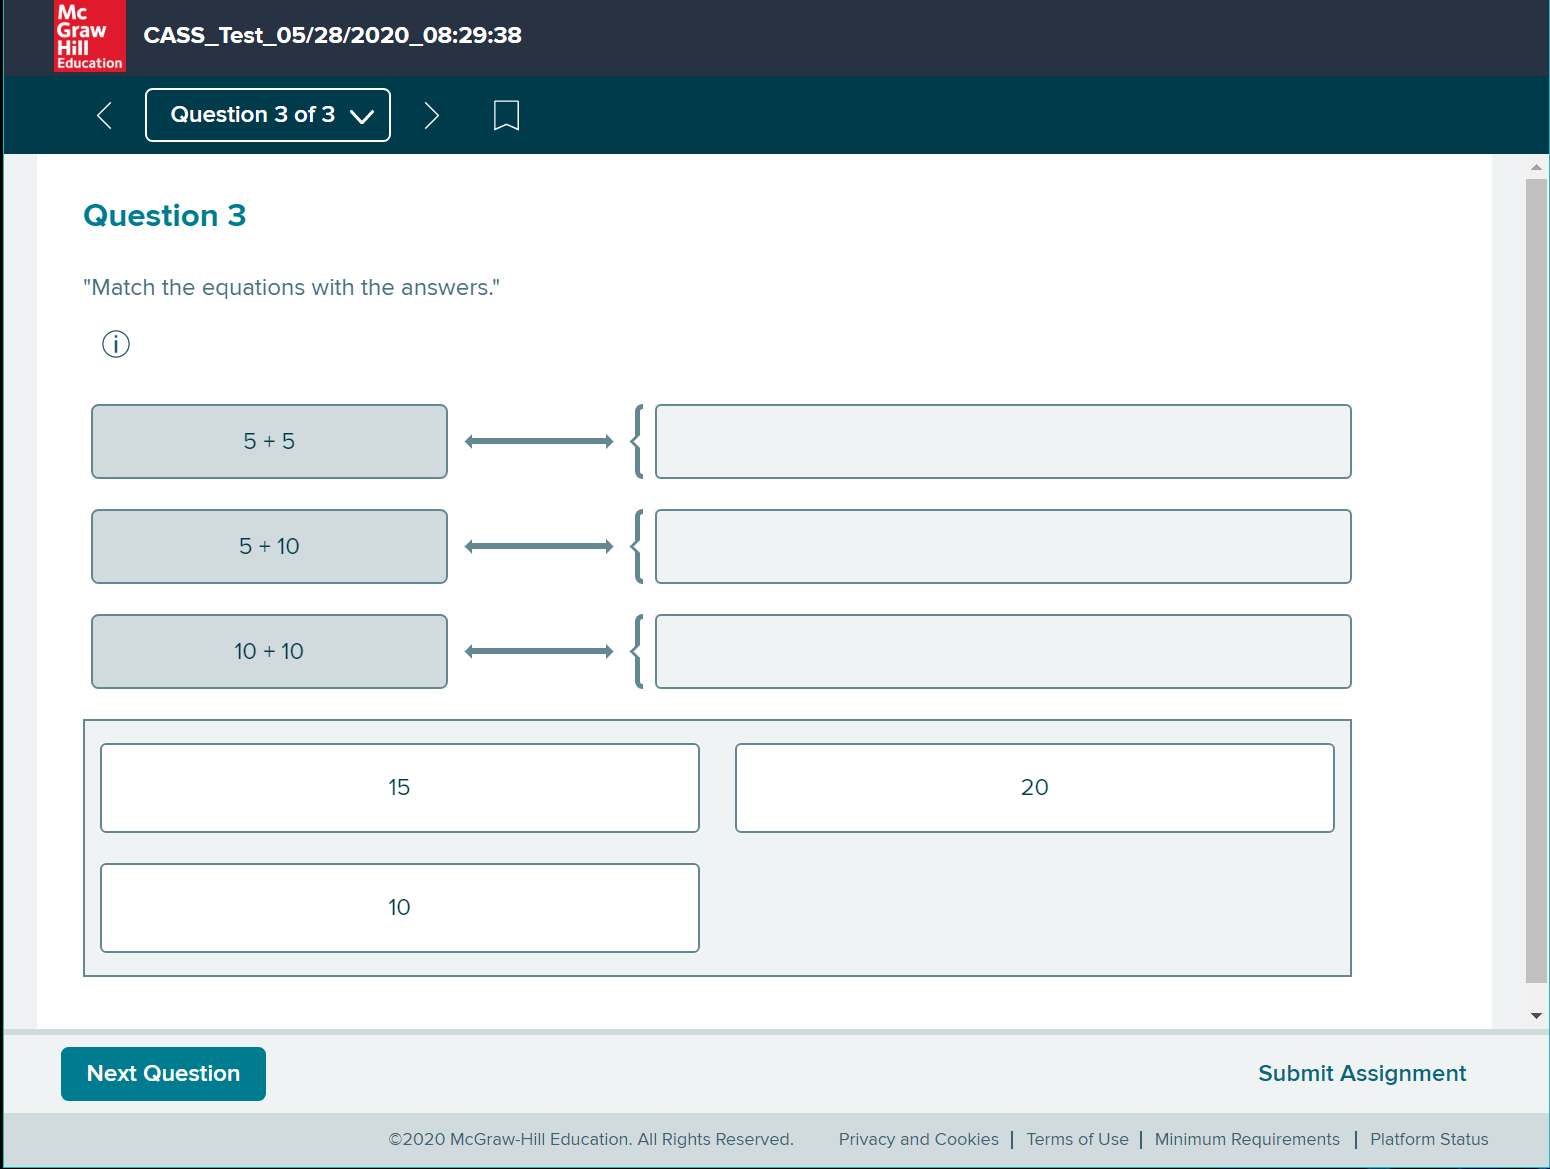 Mc
Graw
Hill
Education
CASS_Test_05/28/2020_08:29:38
Question 3 of 3
Question 3
"Match the equations with the answers."
i
5 + 5
5 + 10
10 + 10
15
20
10
Next Question
Submit Assignment
©2020 McGraw-Hill Education. All Rights Reserved.
Privacy and Cookies | Terms of Use | Minimum Requirements | Platform Status